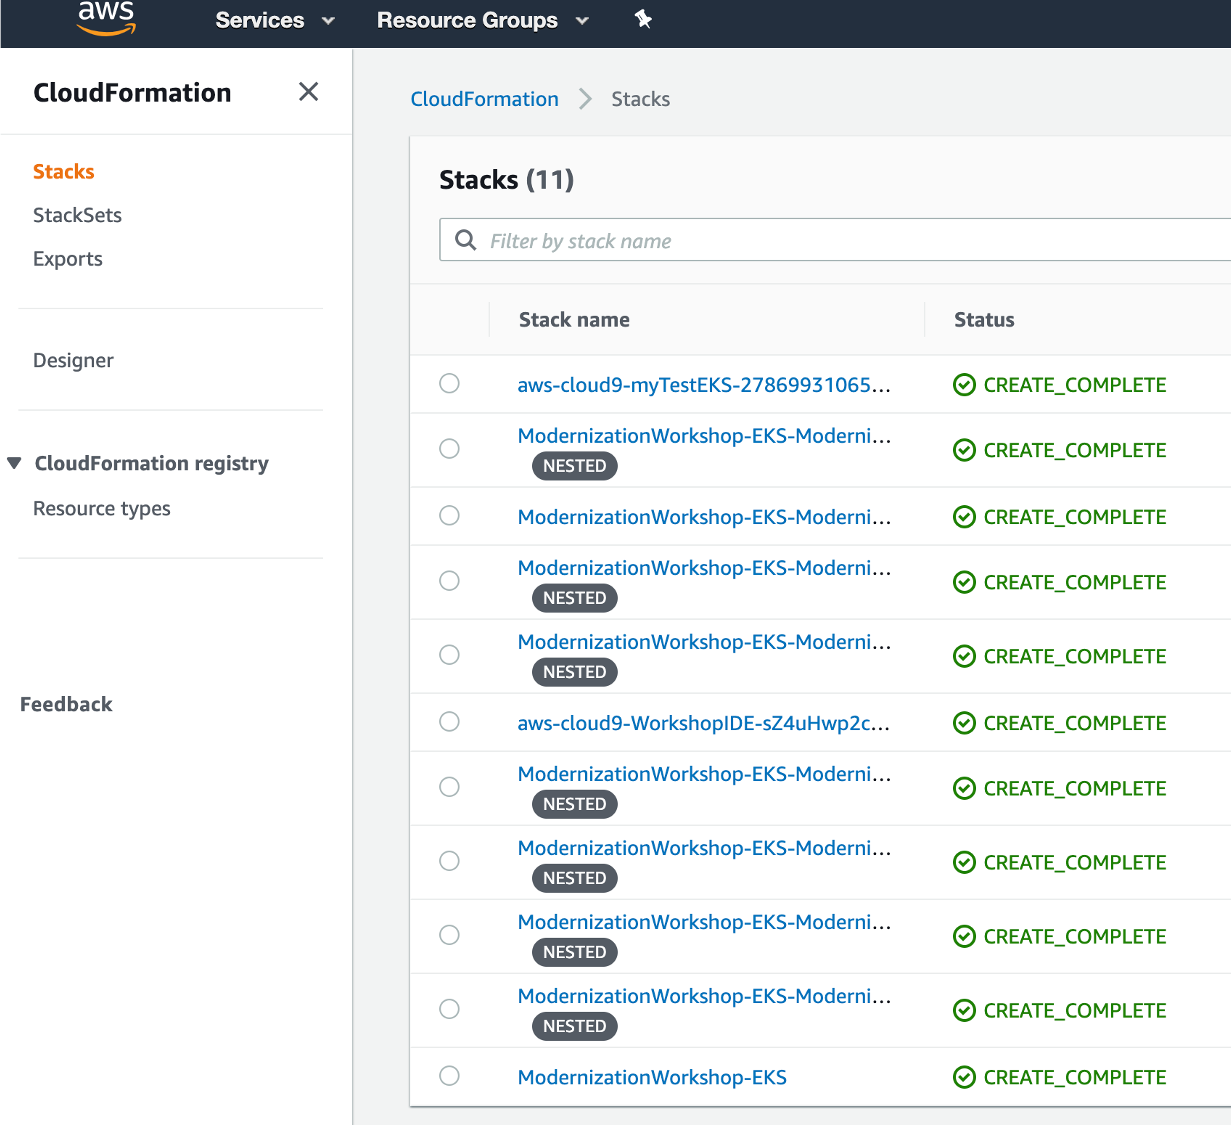 aws Services Resource Groups
CloudFormation
CloudFormation Stacks
Stacks
StackSets
Exports
Designer
CloudFormation registry
Resource types
Feedback
Stacks (11)
Filter by stack name
Stack name Status
aws-cloud9-myTestEKS-27869931065... CREATE_COMPLETE
ModernizationWorkshop-EKS-Moderni... CREATE_COMPLETE
NESTED
ModernizationWorkshop-EKS-Moderni... CREATE_COMPLETE
ModernizationWorkshop-EKS-Moderni... CREATE_COMPLETE
NESTED
ModernizationWorkshop-EKS-Moderni... CREATE_COMPLETE
NESTED
aws-cloud9-WorkshopIDE-sZ4uHwp2c... CREATE_COMPLETE
ModernizationWorkshop-EKS-Moderni... CREATE_COMPLETE
NESTED
ModernizationWorkshop-EKS-Moderni... CREATE_COMPLETE
NESTED
ModernizationWorkshop-EKS-Moderni... CREATE_COMPLETE
NESTED
ModernizationWorkshop-EKS-Moderni... CREATE_COMPLETE
NESTED
ModernizationWorkshop-EKS CREATE_COMPLETE